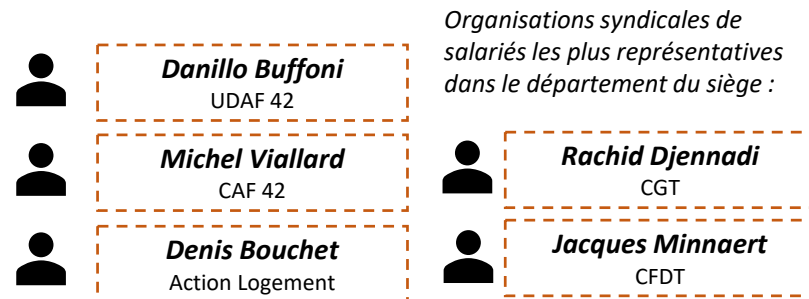 Danillo Buffoni
UDAF 42
Michel Viallard
CAF 42
Denis Bouchet
Action Logement
Organisations syndicales de
salariés les plus représentatives
dans le département du siège :
Rachid Djennadi
CGT
Jacques Minnaert
CFDT